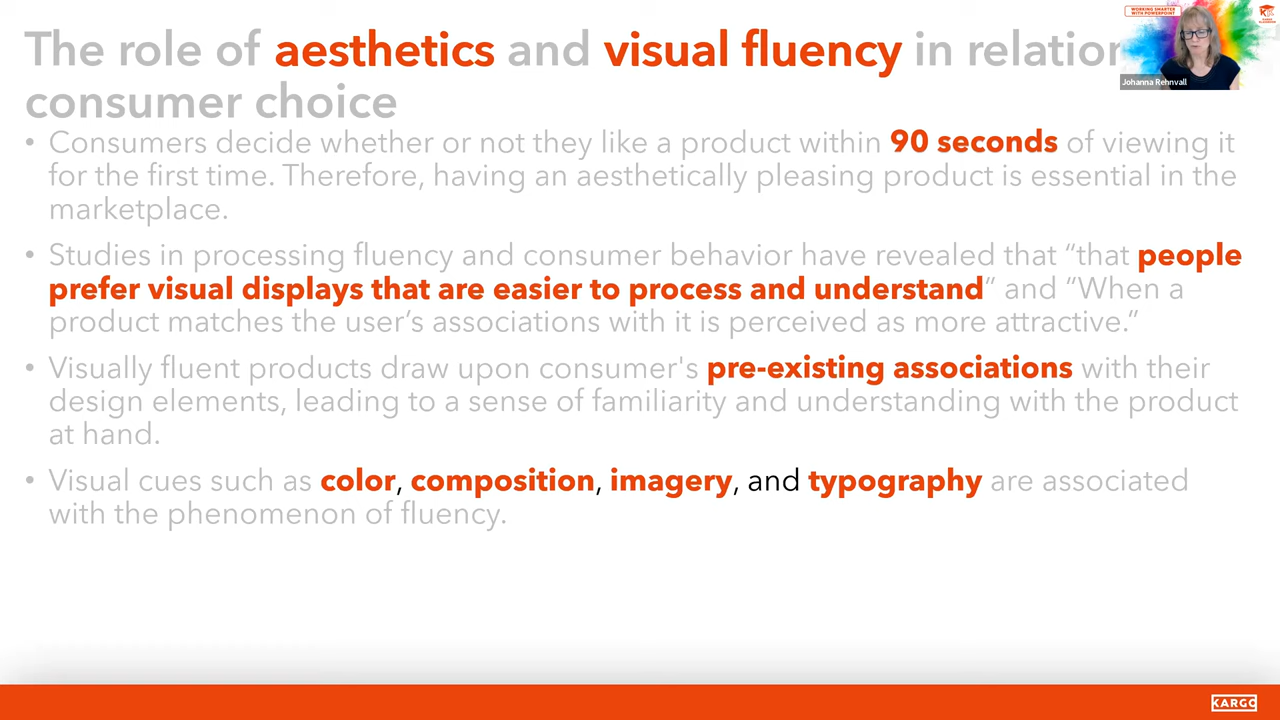 The role of aesthetics and visual fluency in relation
consumer choice
• Consumers decide whether or not they like a product within 90 seconds of viewing it
for the first time. Therefore, having an aesthetically pleasing product is essential in the
marketplace.
• Studies in processing fluency and consumer behavior have revealed that “that people
prefer visual displays that are easier to process and understand” and “When a
product matches the user’s associations with it is perceived as more attractive.”
• Visually fluent products draw upon consumer's pre-existing associations with their
design elements, leading to a sense of familiarity and understanding with the product
at hand.
• Visual cues such as color, composition, imagery, and typography are associated
with the phenomenon of fluency.
WORKING SMARTER
WITH POWERPOINT
Johanna Rehnvall
KARGO